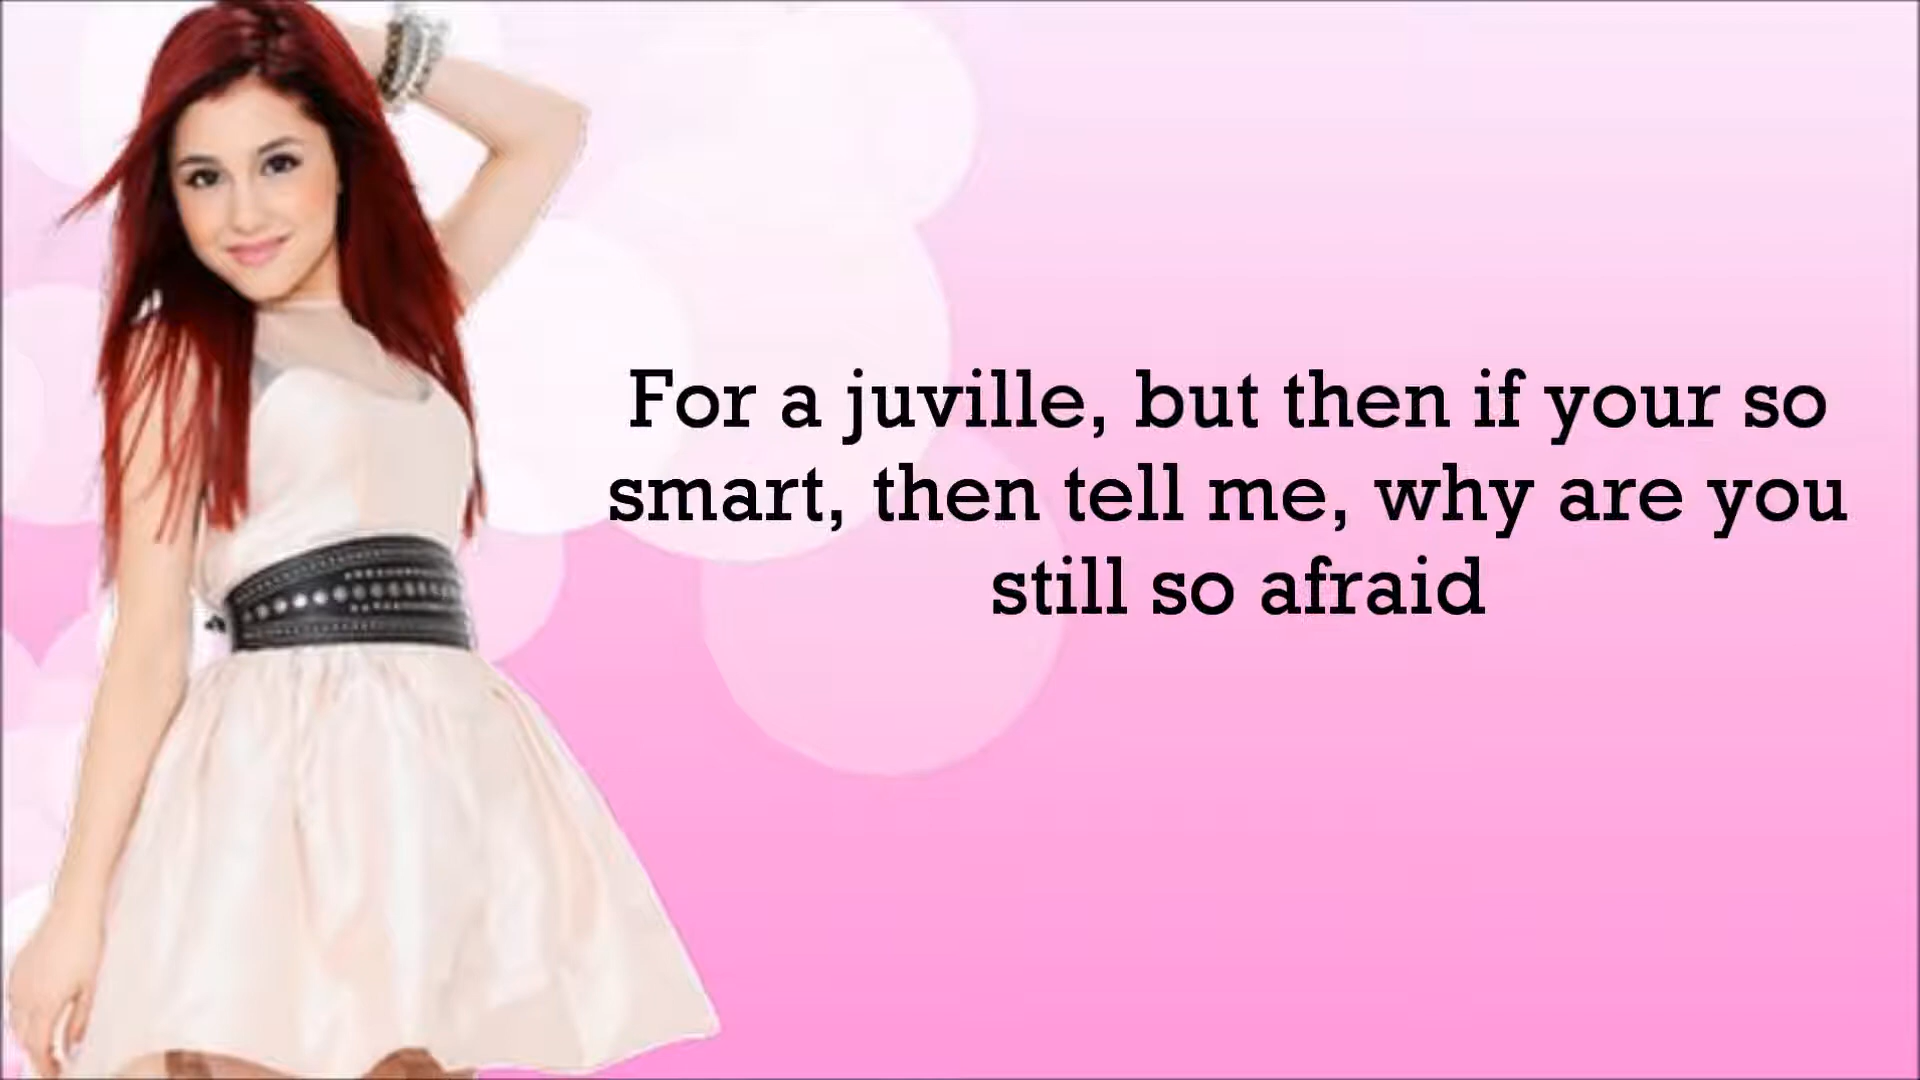 For a juville, but then if your so
smart, then tell me, why are you
still so afraid